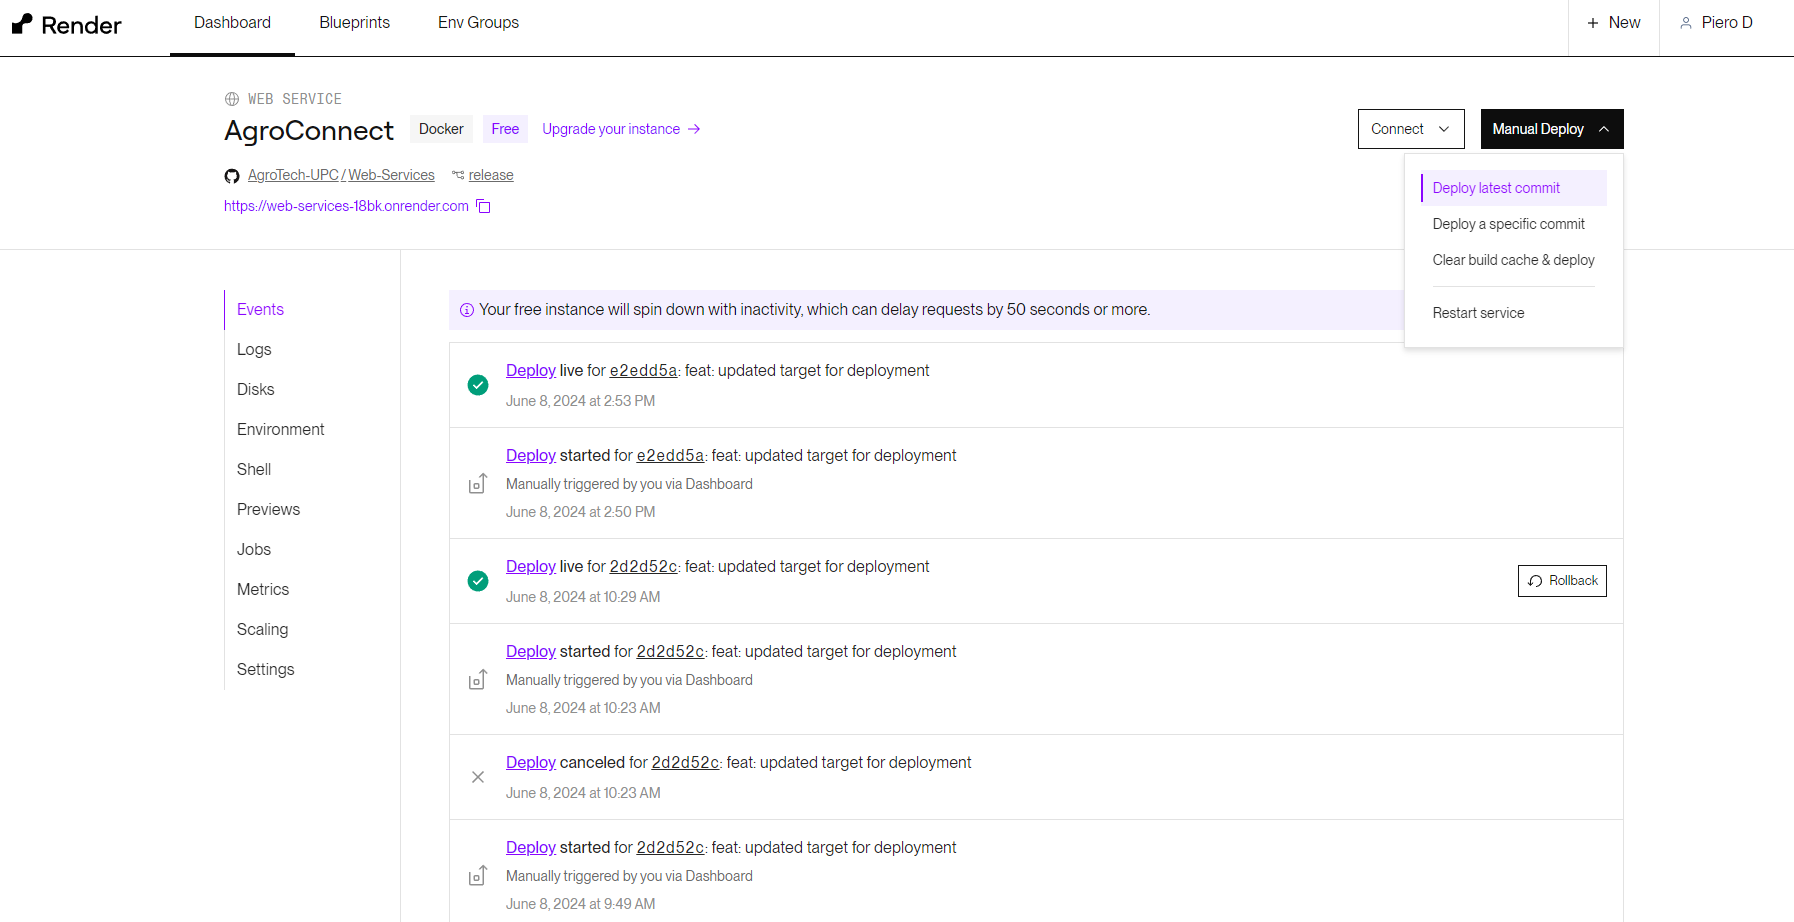 Render
Dashboard
Blueprints
Env Groups
+ New
Piero D
WEB SERVICE
AgroConnect
Docker
Free
Upgrade your instance →
Connect
Manual Deploy
AgroTech-UPC/Web-Services
release
https://web-services-18bk.onrender.com
Deploy latest commit
Deploy a specific commit
Clear build cache & deploy
Restart service
Events
Logs
Disks
Environment
Shell
Previews
Jobs
Metrics
Scaling
Settings
Your free instance will spin down with inactivity, which can delay requests by 50 seconds or more.
Deploy live for e2edd5a: feat: updated target for deployment
June 8, 2024 at 2:53 PM
Deploy started for e2edd5a: feat: updated target for deployment
Manually triggered by you via Dashboard
June 8, 2024 at 2:50 PM
Deploy live for 2d2d52c: feat: updated target for deployment
June 8, 2024 at 10:29 AM
Rollback
Deploy started for 2d2d52c: feat: updated target for deployment
Manually triggered by you via Dashboard
June 8, 2024 at 10:23 AM
Deploy canceled for 2d2d52c: feat: updated target for deployment
June 8, 2024 at 10:23 AM
Deploy started for 2d2d52c: feat: updated target for deployment
Manually triggered by you via Dashboard
June 8, 2024 at 9:49 AM